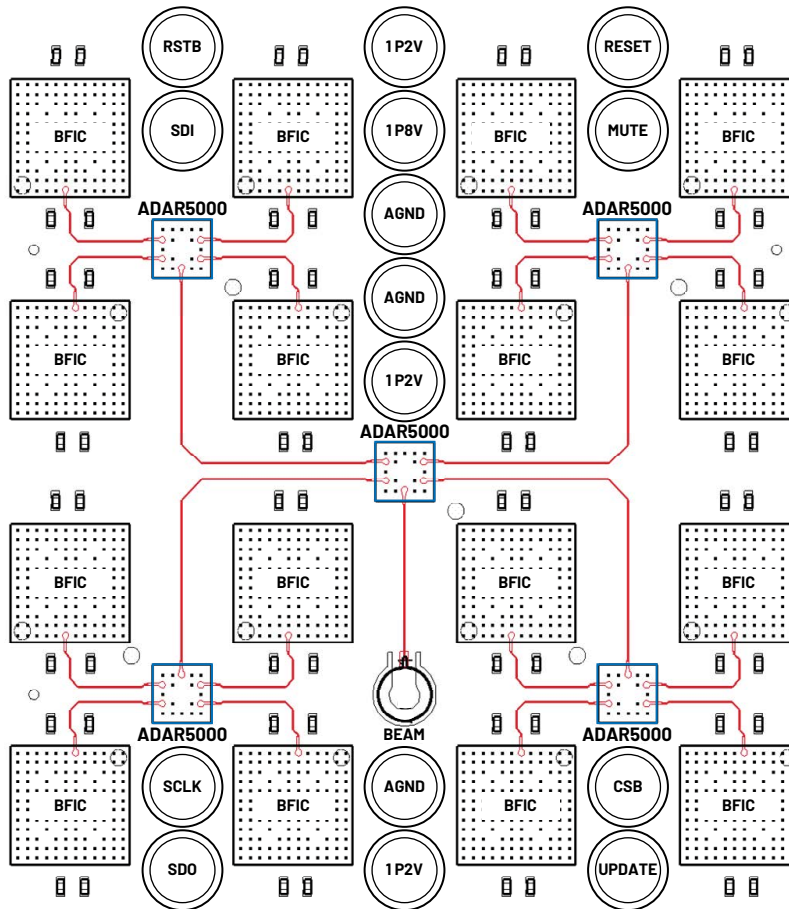 RSTB
1P2V
RESET
SDI
1P8V
MUTE
BFIC
BFIC
BFIC
BFIC
ADAR5000
AGND
ADAR5000
AGND
BFIC
BFIC
BFIC
BFIC
1P2V
ADAR5000
BFIC
BFIC
BFIC
BFIC
ADAR5000
BEAM
ADAR5000
SCLK
AGND
CSB
BFIC
BFIC
BFIC
BFIC
SDO
1P2V
UPDATE